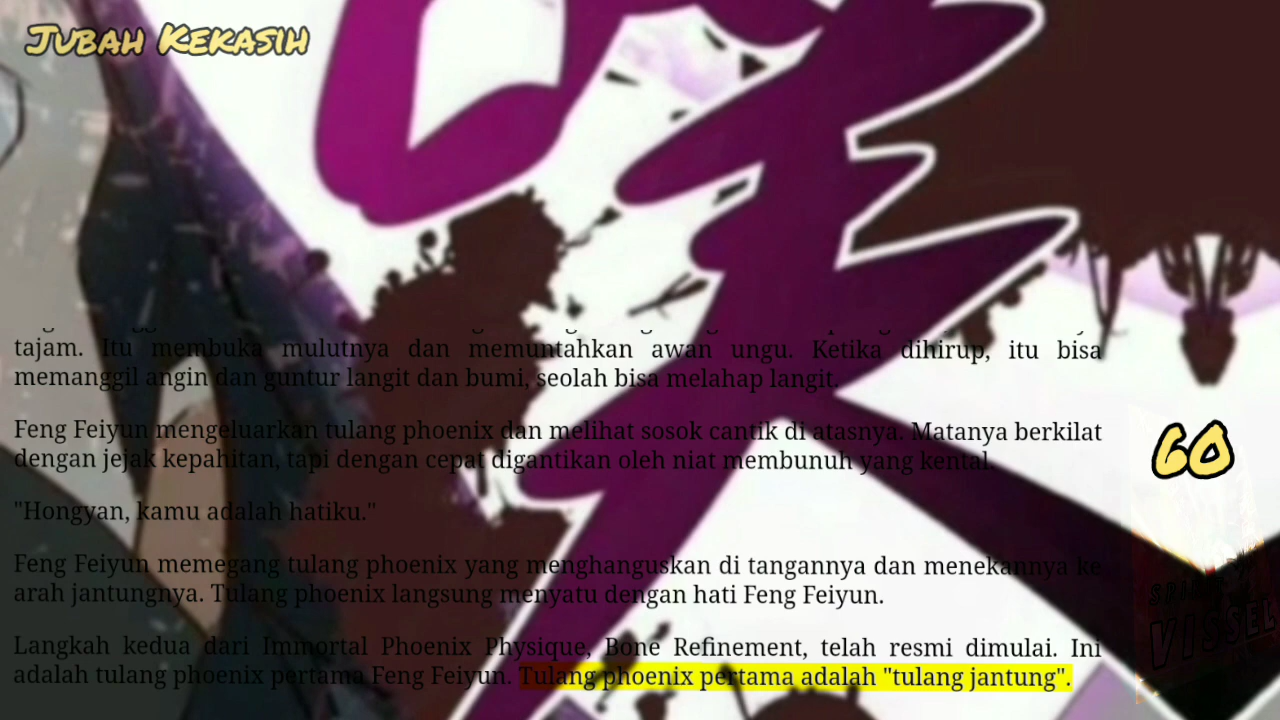 Jubah Kekasih
tajam. Itu membuka mulutnya dan memuntahkan awan ungu. Ketika dihirup, itu bisa
memanggil angin dan guntur langit dan bumi, seolah bisa melahap langit.
Feng Feiyun mengeluarkan tulang phoenix dan melihat sosok cantik di atasnya. Matanya berkilat
dengan jejak kepahitan, tapi dengan cepat digantikan oleh niat membunuh yang kental.
60
"Hongyan, kamu adalah hatiku."
Feng Feiyun memegang tulang phoenix yang menghanguskan di tangannya dan menekannya ke
arah jantungnya. Tulang phoenix langsung menyatu dengan hati Feng Feiyun.
Langkah kedua dari Immortal Phoenix Physique, Bone Refinement, telah resmi dimulai. Ini
adalah tulang phoenix pertama Feng Feiyun. Tulang phoenix pertama adalah "tulang jantung".